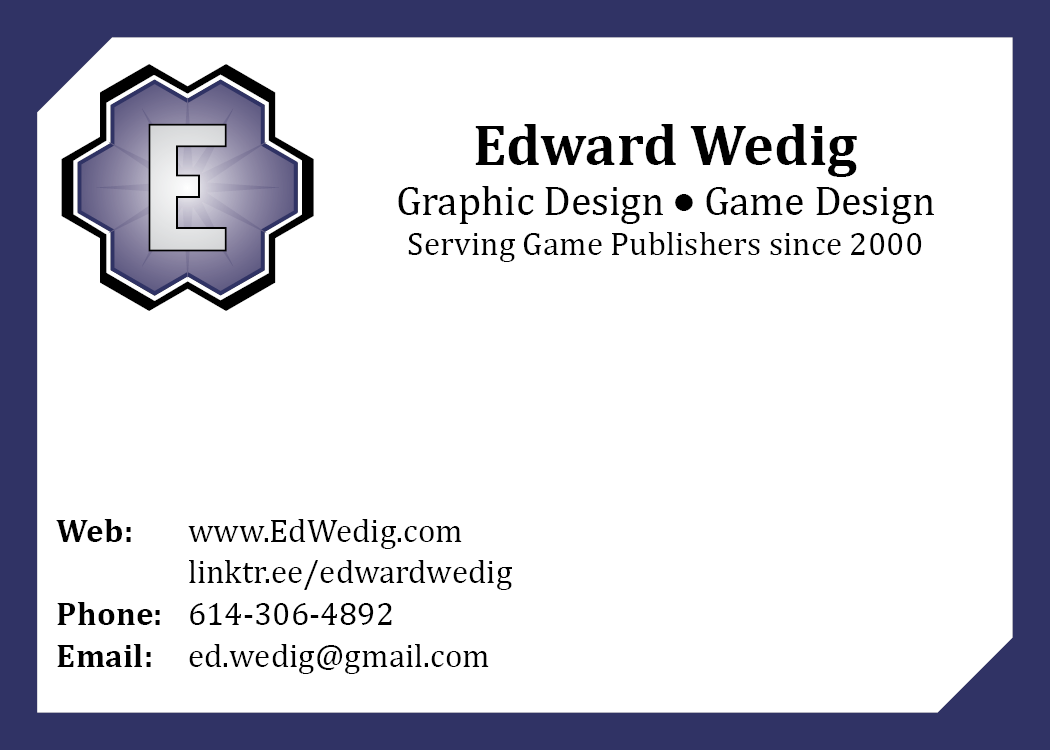 E
Edward Wedig
Graphic Design ● Game Design
Serving Game Publishers since 2000
Web: www.EdWedig.com
linktr.ee/edwardwedig
Phone: 614-306-4892
Email: ed.wedig@gmail.com